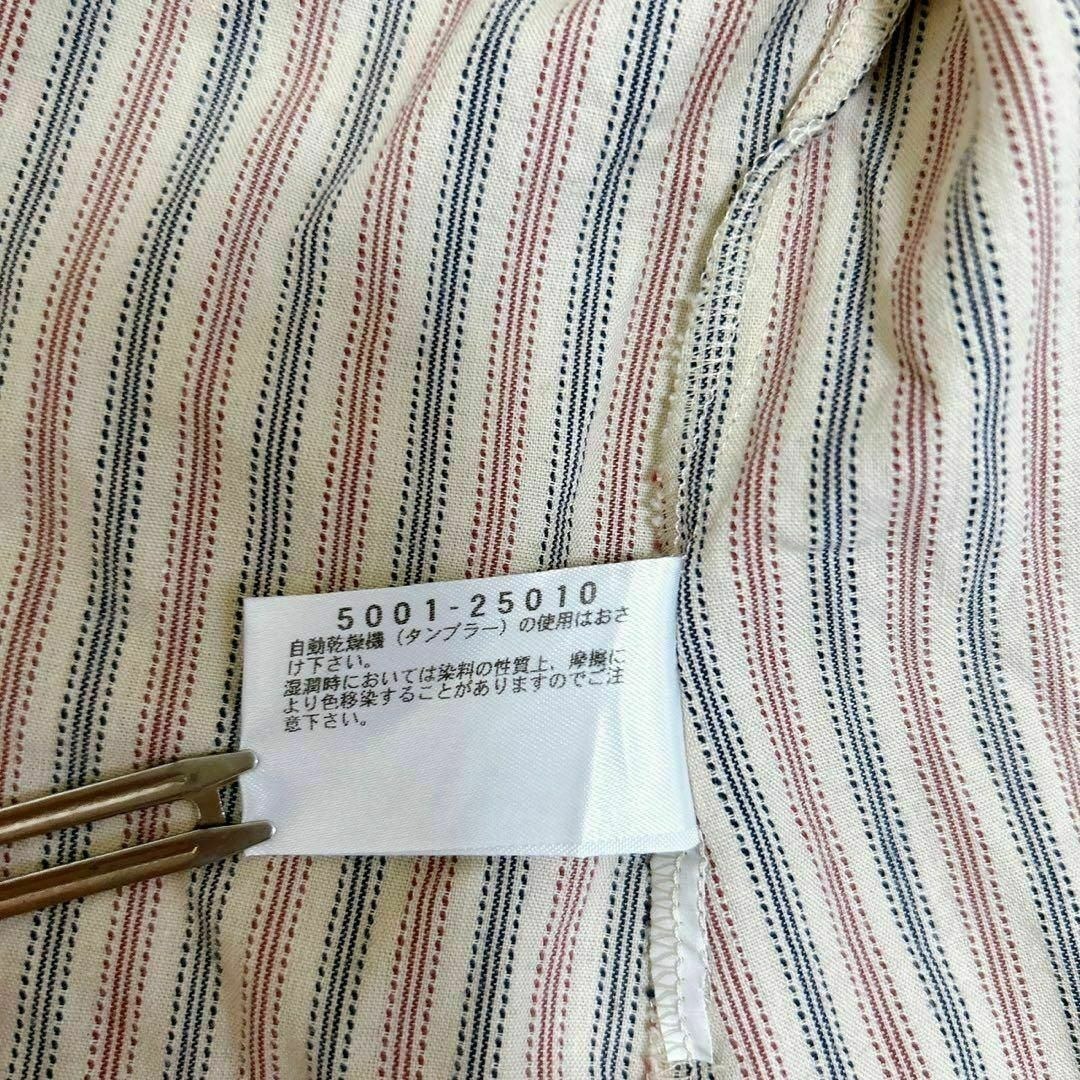 5001-25010
自動乾燥機（タンブラー）の使用はおさ
け下さい。
湿潤時においては染料の性質上、摩擦に
より色移染することがありますのでご注
意下さい。